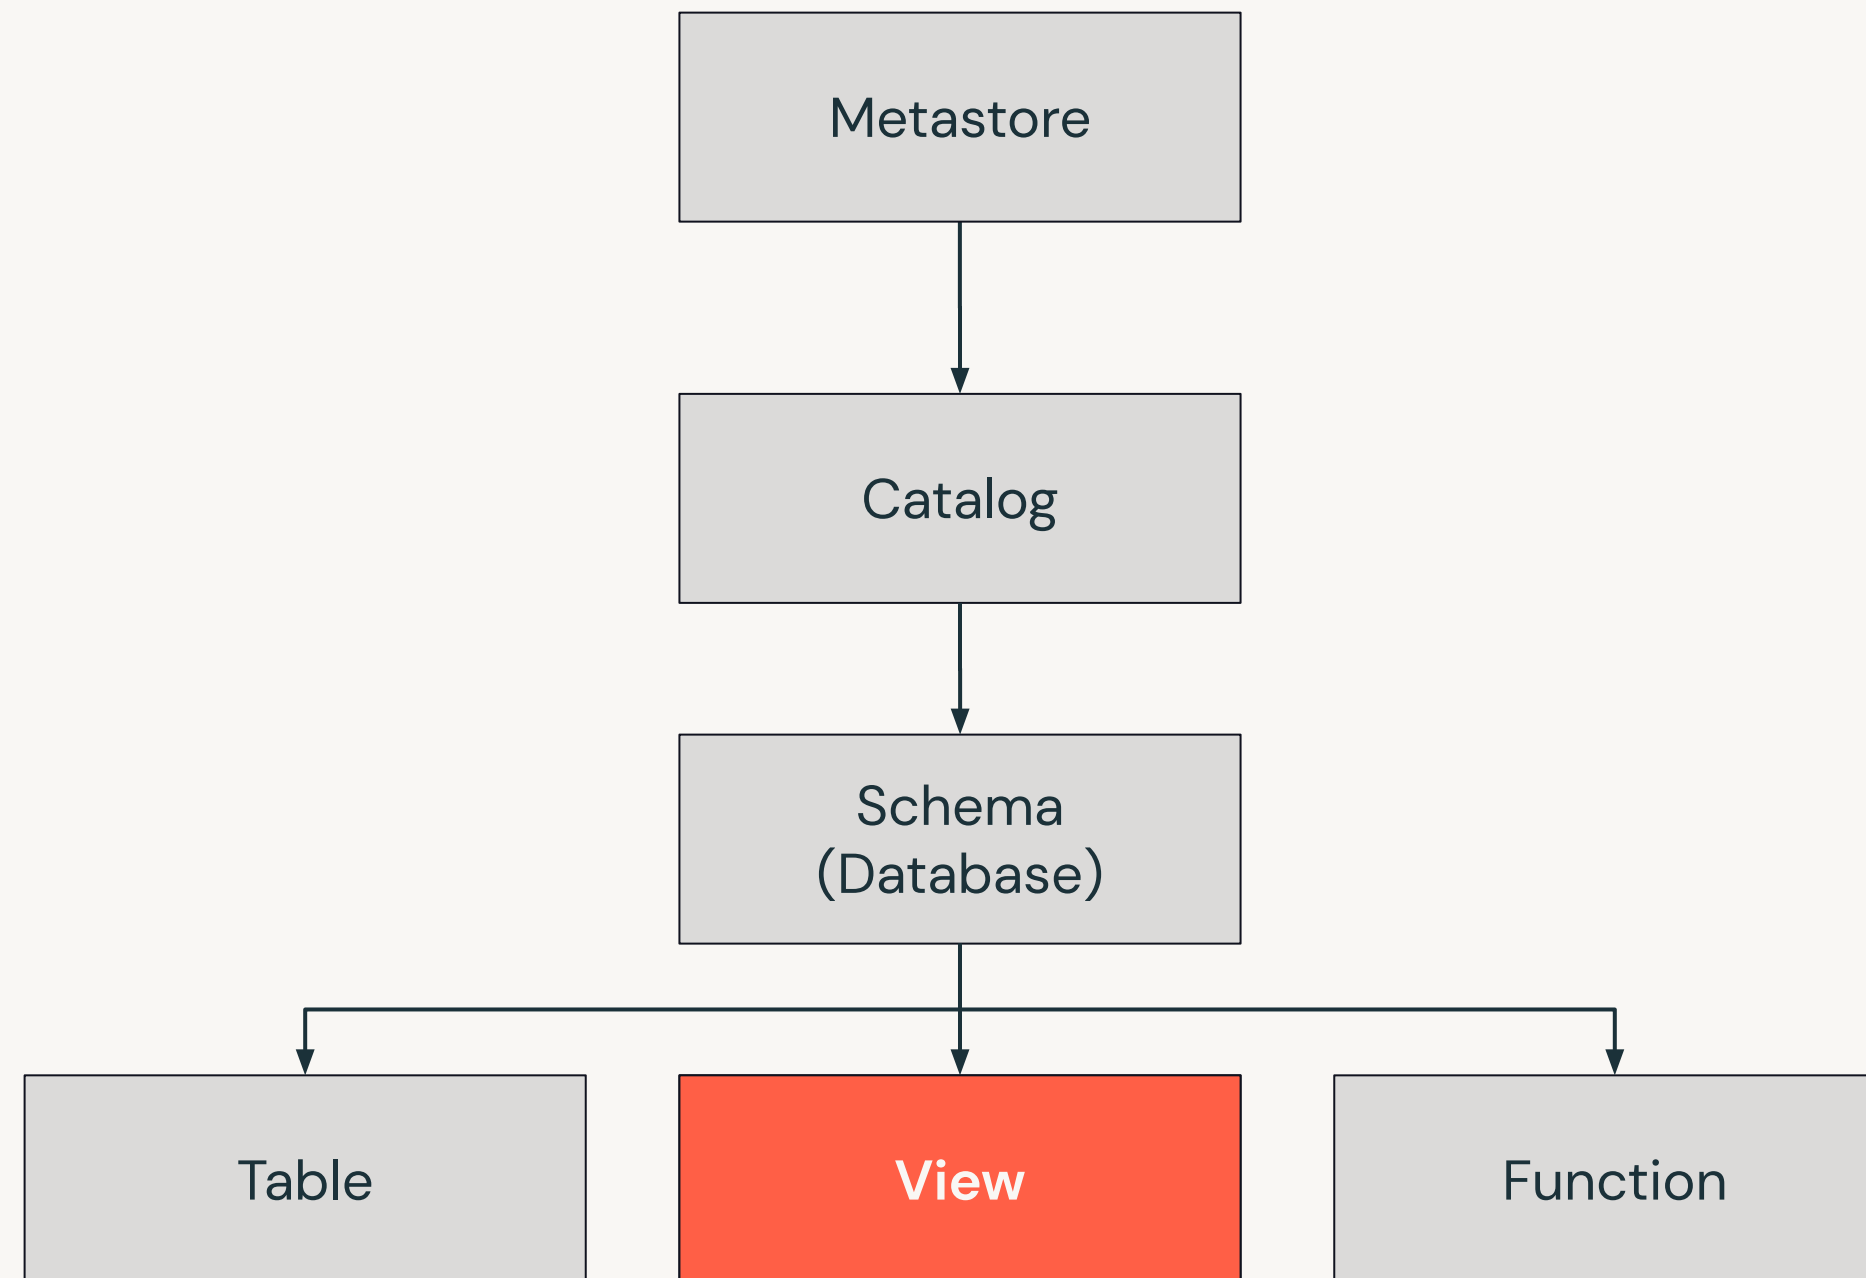 Metastore
Catalog
Schema
(Database)
Table
View
Function